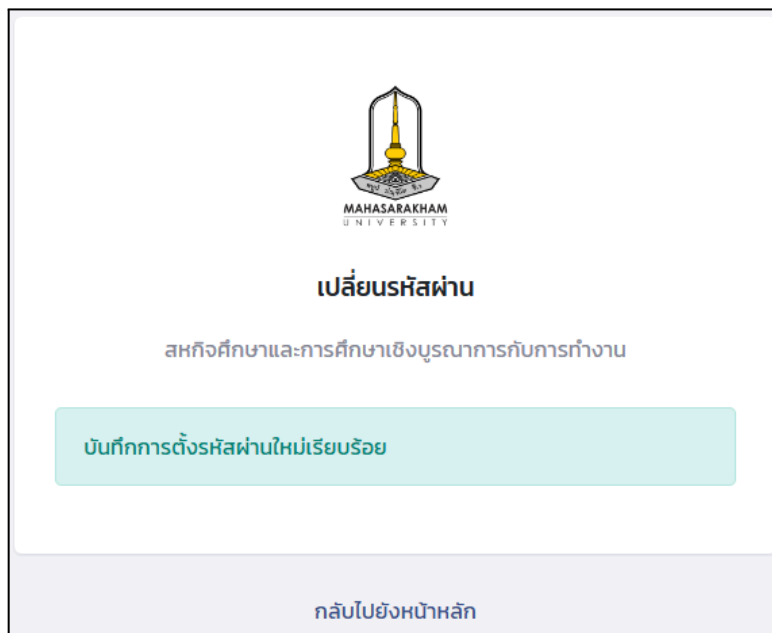 MAHASARAKHAM
UNIVERSITY
เปลี่ยนรหัสผ่าน
สหกิจศึกษาและการศึกษาเชิงบูรณาการกับการทำงาน
บันทึกการตั้งรหัสผ่านใหม่เรียบร้อย
กลับไปยังหน้าหลัก